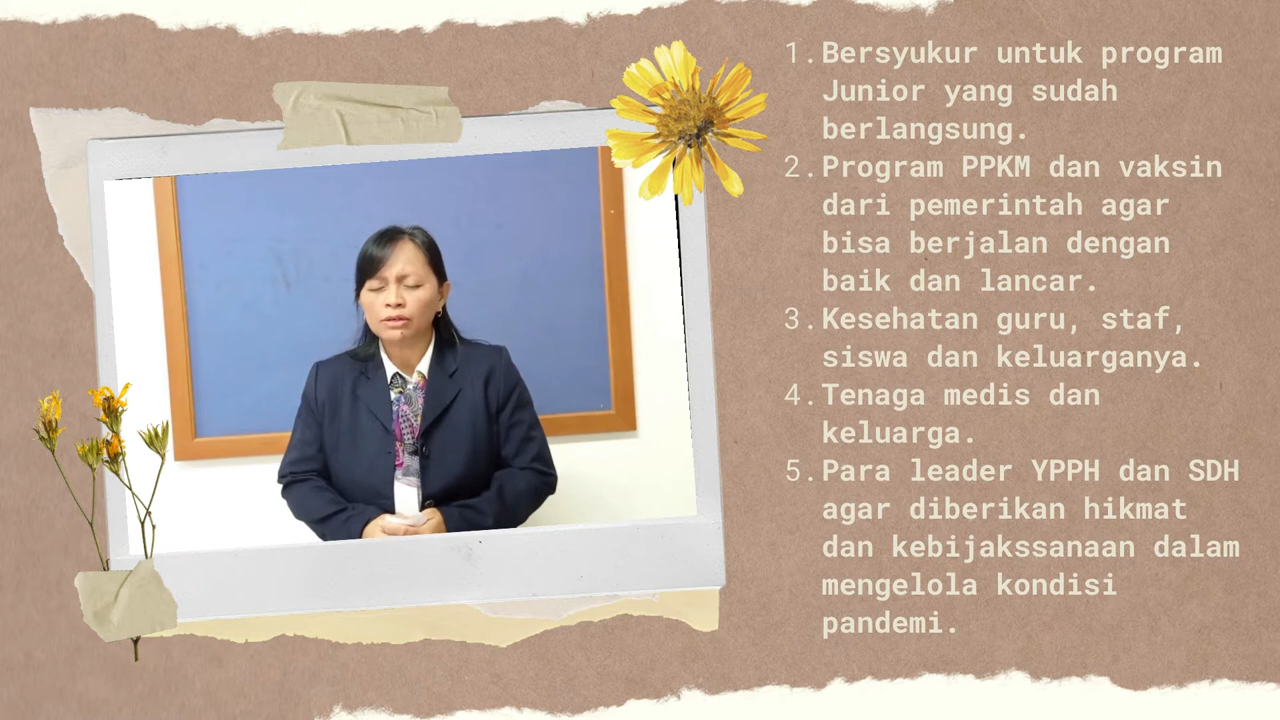 1. Bersyukur untuk program
Junior yang sudah
berlangsung.
2. Program PPKM dan vaksin
dari pemerintah agar
bisa berjalan dengan
baik dan lancar.
3. Kesehatan guru, staf,
siswa dan keluarganya.
4. Tenaga medis dan
keluarga.
5. Para leader YPPH dan SDH
agar diberikan hikmat
dan kebijakssanaan dalam
mengelola kondisi
pandemi.